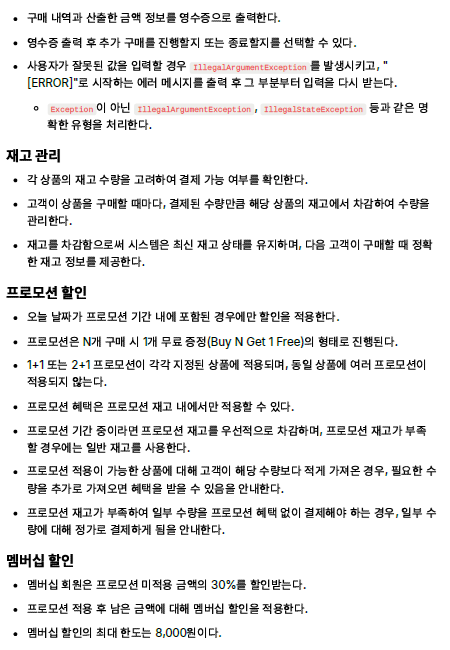 • 구매 내역과 산출한 금액 정보를 영수증으로 출력한다.
• 영수증 출력 후 추가 구매를 진행할지 또는 종료할지를 선택할 수 있다.
• 사용자가 잘못된 값을 입력할 경우 IllegalArgumentException 를 발생시키고, "
[ERROR]"로 시작하는 에러 메시지를 출력 후 그 부분부터 입력을 다시 받는다.
◦ Exception 이 아닌 IllegalArgumentException , IllegalStateException 등과 같은 명
확한 유형을 처리한다.
재고 관리
• 각 상품의 재고 수량을 고려하여 결제 가능 여부를 확인한다.
• 고객이 상품을 구매할 때마다, 결제된 수량만큼 해당 상품의 재고에서 차감하여 수량을
관리한다.
• 재고를 차감함으로써 시스템은 최신 재고 상태를 유지하며, 다음 고객이 구매할 때 정확
한 재고 정보를 제공한다.
프로모션 할인
• 오늘 날짜가 프로모션 기간 내에 포함된 경우에만 할인을 적용한다.
• 프로모션은 N개 구매 시 1개 무료 증정(Buy N Get 1 Free)의 형태로 진행된다.
• 1+1 또는 2+1 프로모션이 각각 지정된 상품에 적용되며, 동일 상품에 여러 프로모션이
적용되지 않는다.
• 프로모션 혜택은 프로모션 재고 내에서만 적용할 수 있다.
• 프로모션 기간 중이라면 프로모션 재고를 우선적으로 차감하며, 프로모션 재고가 부족
할 경우에는 일반 재고를 사용한다.
• 프로모션 적용이 가능한 상품에 대해 고객이 해당 수량보다 적게 가져온 경우, 필요한 수
량을 추가로 가져오면 혜택을 받을 수 있음을 안내한다.
• 프로모션 재고가 부족하여 일부 수량을 프로모션 혜택 없이 결제해야 하는 경우, 일부 수
량에 대해 정가로 결제하게 됨을 안내한다.
멤버십 할인
• 멤버십 회원은 프로모션 미적용 금액의 30%를 할인받는다.
• 프로모션 적용 후 남은 금액에 대해 멤버십 할인을 적용한다.
• 멤버십 할인의 최대 한도는 8,000원이다.